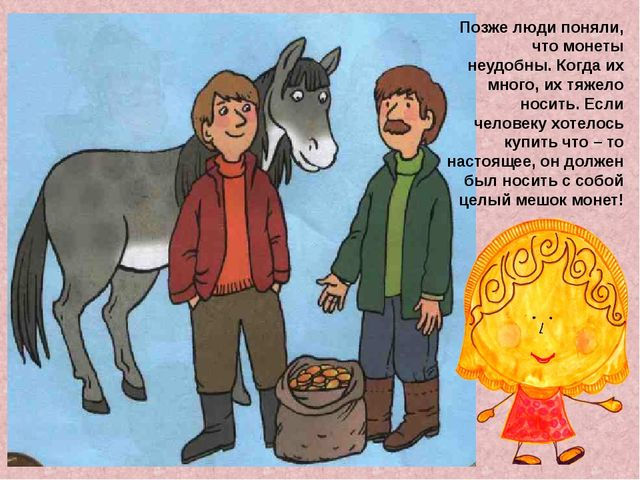 Позже люди поняли,
что монеты
неудобны. Когда их
много, их тяжело
носить. Если
человеку хотелось
купить что – то
настоящее, он должен
был носить с собой
целый мешок монет!